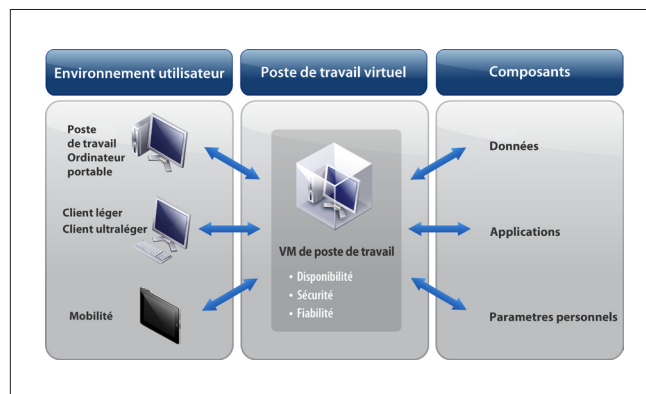 Environnement utilisateur
Poste de travail virtuel
Composants
Poste
de travail
Ordinateur
portable
Client léger
Client ultraléger
Mobilité
VM de poste de travail
• Disponibilité
• Sécurité
• Fiabilité
Données
Applications
Parametres personnels